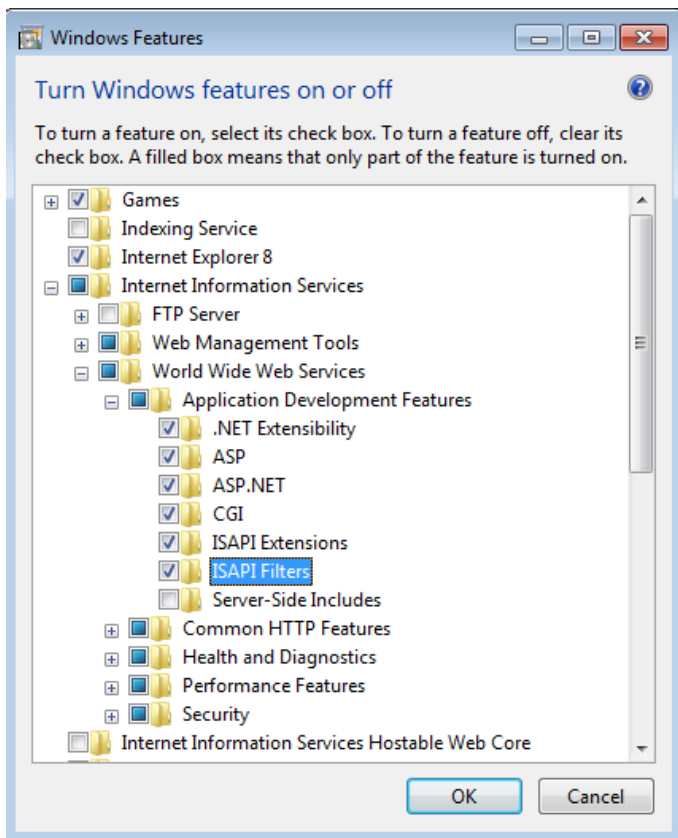 Windows Features
Turn Windows features on or off
To turn a feature on, select its check box. To turn a feature off, clear its
check box. A filled box means that only part of the feature is turned on.
Games
Indexing Service
Internet Explorer 8
Internet Information Services
FTP Server
Web Management Tools
World Wide Web Services
Application Development Features
.NET Extensibility
ASP
ASP.NET
CGI
ISAPI Extensions
ISAPI Filters
Server-Side Includes
Common HTTP Features
Health and Diagnostics
Performance Features
Security
Internet Information Services Hostable Web Core
OK Cancel